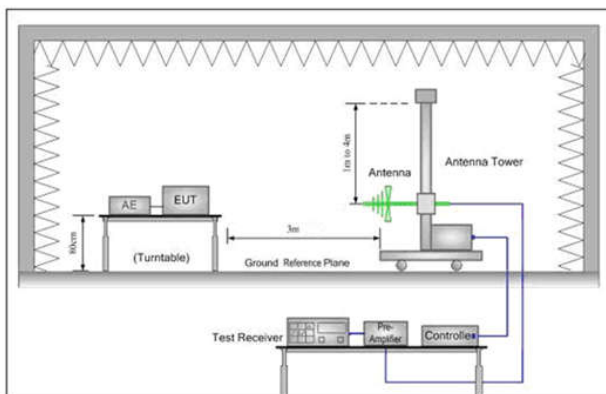 1m to 4m
Antenna
Antenna Tower
AE
EUT
80cm
(Turntable)
3m
Ground Reference Plane
Test Receiver
Pre-
Amplifier
Controller